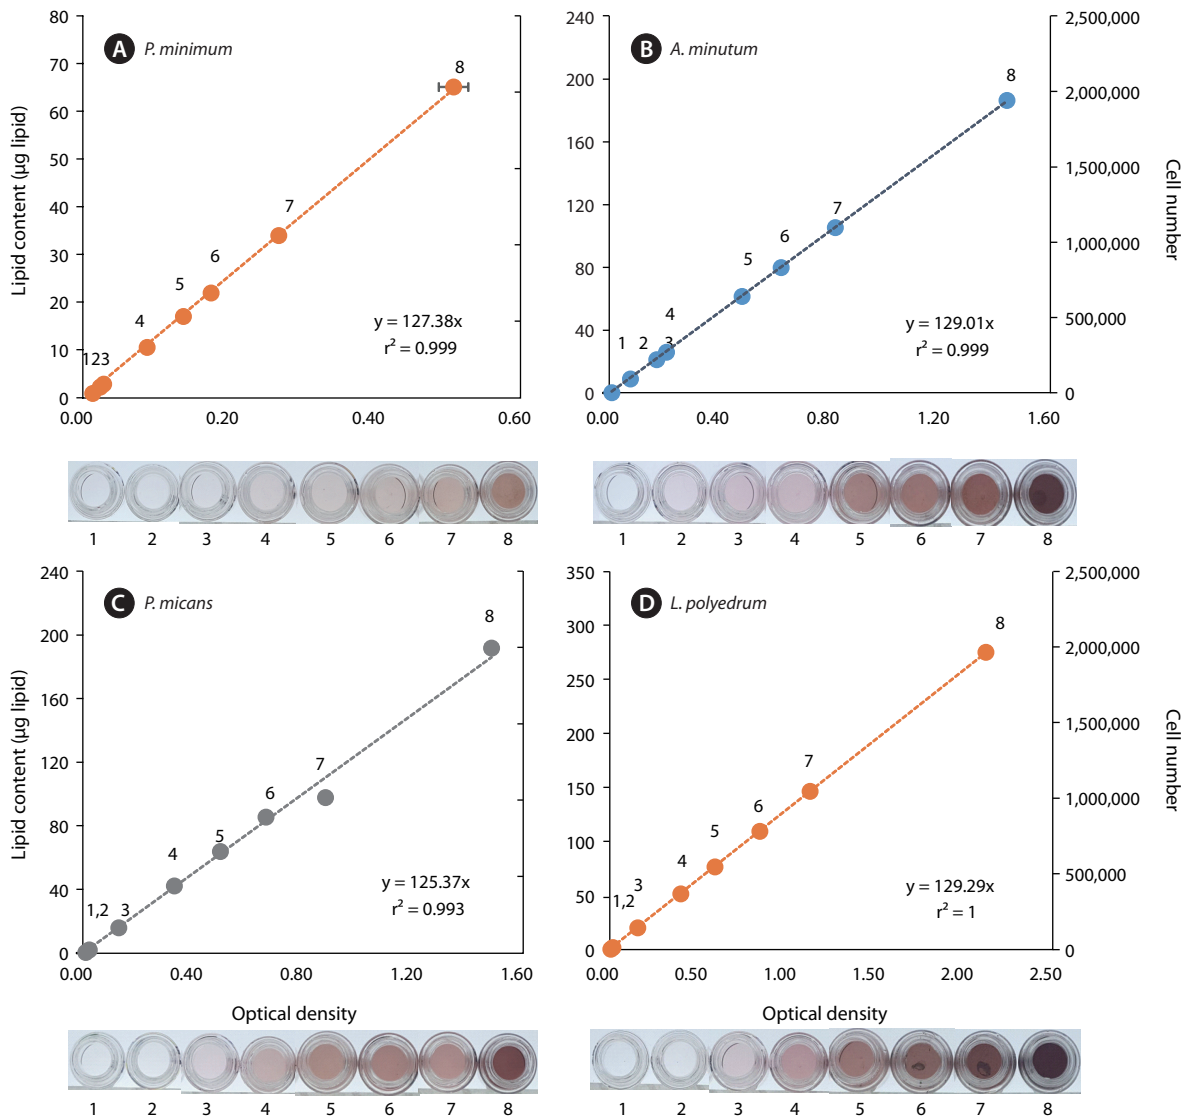 A P. minimum
80
70
60
50
40
30
20
10
0
Lipid content (µg lipid)
123
4
5
6
7
8
y = 127.38x
r² = 0.999
0.00 0.20 0.40 0.60
B A. minutum
240
200
160
120
80
40
0
2,500,000
2,000,000
1,500,000
1,000,000
500,000
0
Cell number
1
2
3
4
5
6
7
8
y = 129.01x
r² = 0.999
0.00 0.40 0.80 1.20 1.60
1 2 3 4 5 6 7 8
1 2 3 4 5 6 7 8
C P. micans
240
200
160
120
80
40
0
Lipid content (µg lipid)
1,2
3
4
5
6
7
8
y = 125.37x
r² = 0.993
0.00 0.40 0.80 1.20 1.60
Optical density
D L. polyedrum
350
300
250
200
150
100
50
0
2,500,000
2,000,000
1,500,000
1,000,000
500,000
0
Cell number
1,2
3
4
5
6
7
8
y = 129.29x
r² = 1
0.00 0.50 1.00 1.50 2.00 2.50
Optical density
1 2 3 4 5 6 7 8
1 2 3 4 5 6 7 8